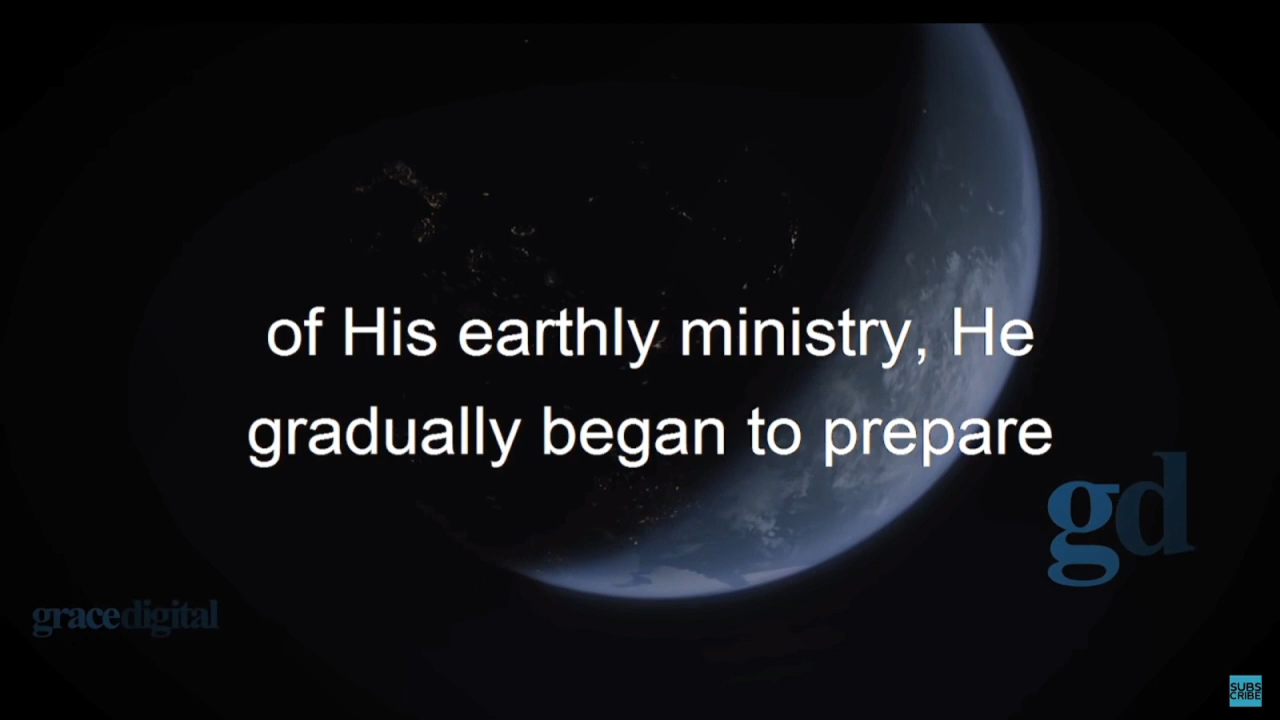 of His earthly ministry, He
gradually began to prepare
gd
gracedigital
SUBS
CRIBE